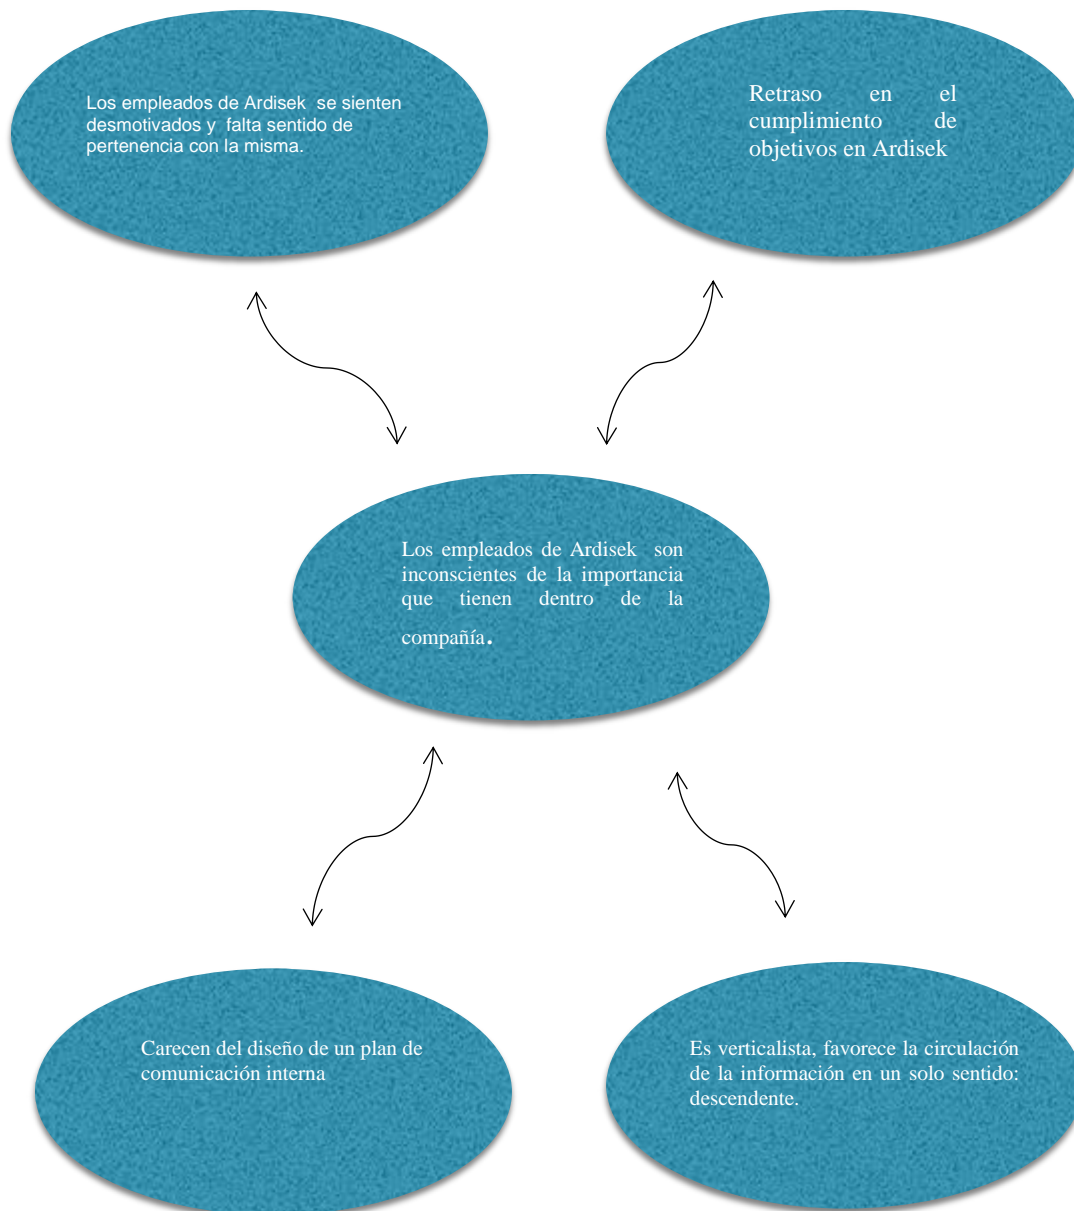 Los empleados de Ardisek se sienten
desmotivados y falta sentido de
pertenencia con la misma.
Retraso en el
cumplimiento de
objetivos en Ardisek
Los empleados de Ardisek son
inconscientes de la importancia
que tienen dentro de la
compañía.
Carecen del diseño de un plan de
comunicación interna
Es verticalista, favorece la circulación
de la información en un solo sentido:
descendente.